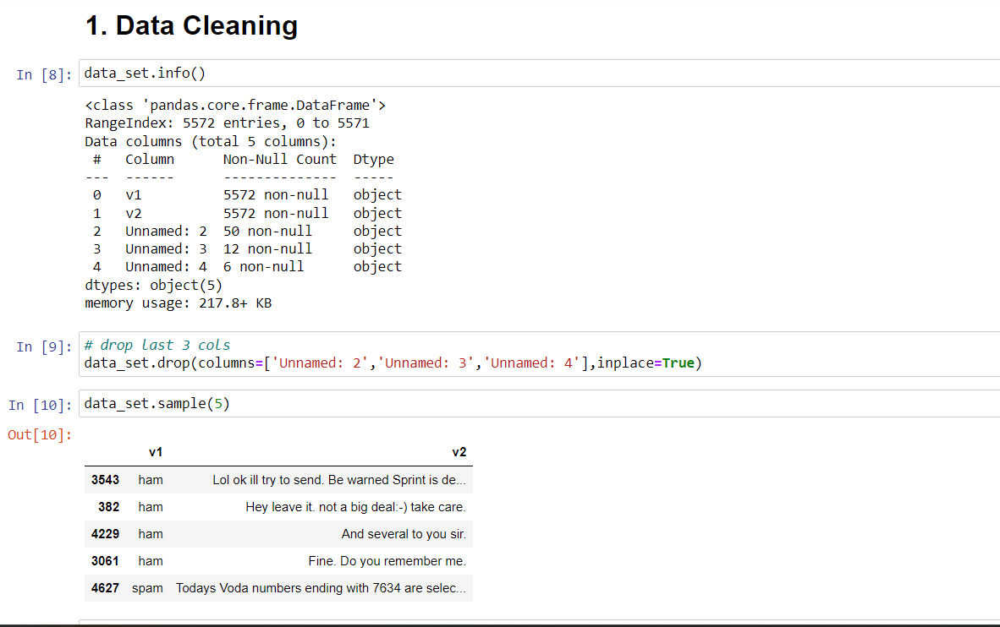 1. Data Cleaning
In [8]: data_set.info()
<class 'pandas.core.frame.DataFrame'>
RangeIndex: 5572 entries, 0 to 5571
Data columns (total 5 columns):
 #   Column      Non-Null Count  Dtype
---  ------      --------------  -----
 0   v1          5572 non-null   object
 1   v2          5572 non-null   object
 2   Unnamed: 2  50 non-null     object
 3   Unnamed: 3  12 non-null     object
 4   Unnamed: 4  6 non-null      object
dtypes: object(5)
memory usage: 217.8+ KB
In [9]: # drop last 3 cols
data_set.drop(columns=['Unnamed: 2','Unnamed: 3','Unnamed: 4'],inplace=True)
In [10]: data_set.sample(5)
Out[10]:
v1 v2
3543 ham Lol ok ill try to send. Be warned Sprint is de...
382 ham Hey leave it. not a big deal:-) take care.
4229 ham And several to you sir.
3061 ham Fine. Do you remember me.
4627 spam Todays Voda numbers ending with 7634 are selec...